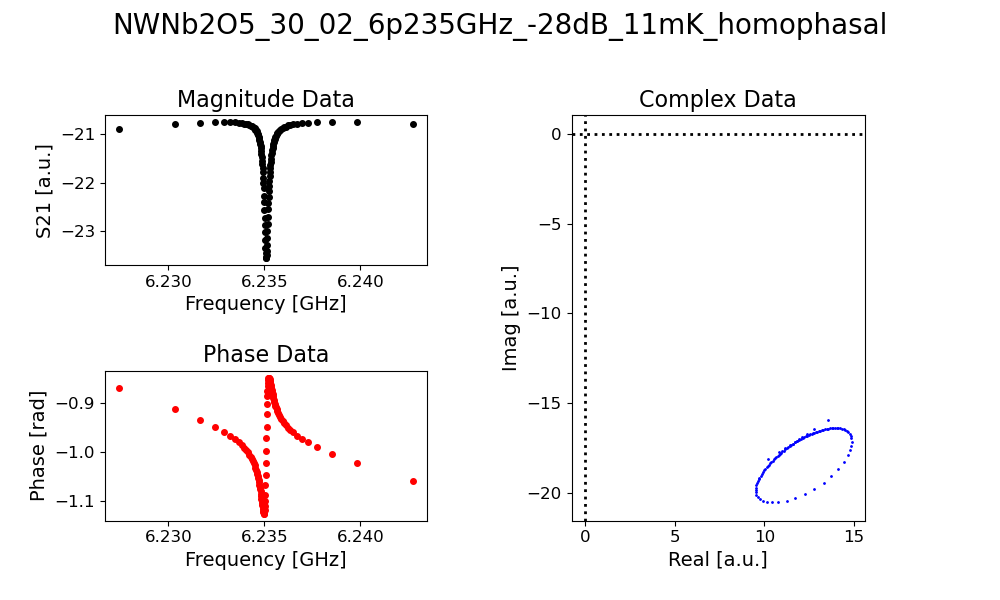 NWNb2O5_30_02_6p235GHz_-28dB_11mK_homophasal
Magnitude Data
S21 [a.u.]
−21
−22
−23
6.230 6.235 6.240
Frequency [GHz]
Phase Data
Phase [rad]
−0.9
−1.0
−1.1
6.230 6.235 6.240
Frequency [GHz]
Complex Data
Imag [a.u.]
0
−5
−10
−15
−20
0 5 10 15
Real [a.u.]